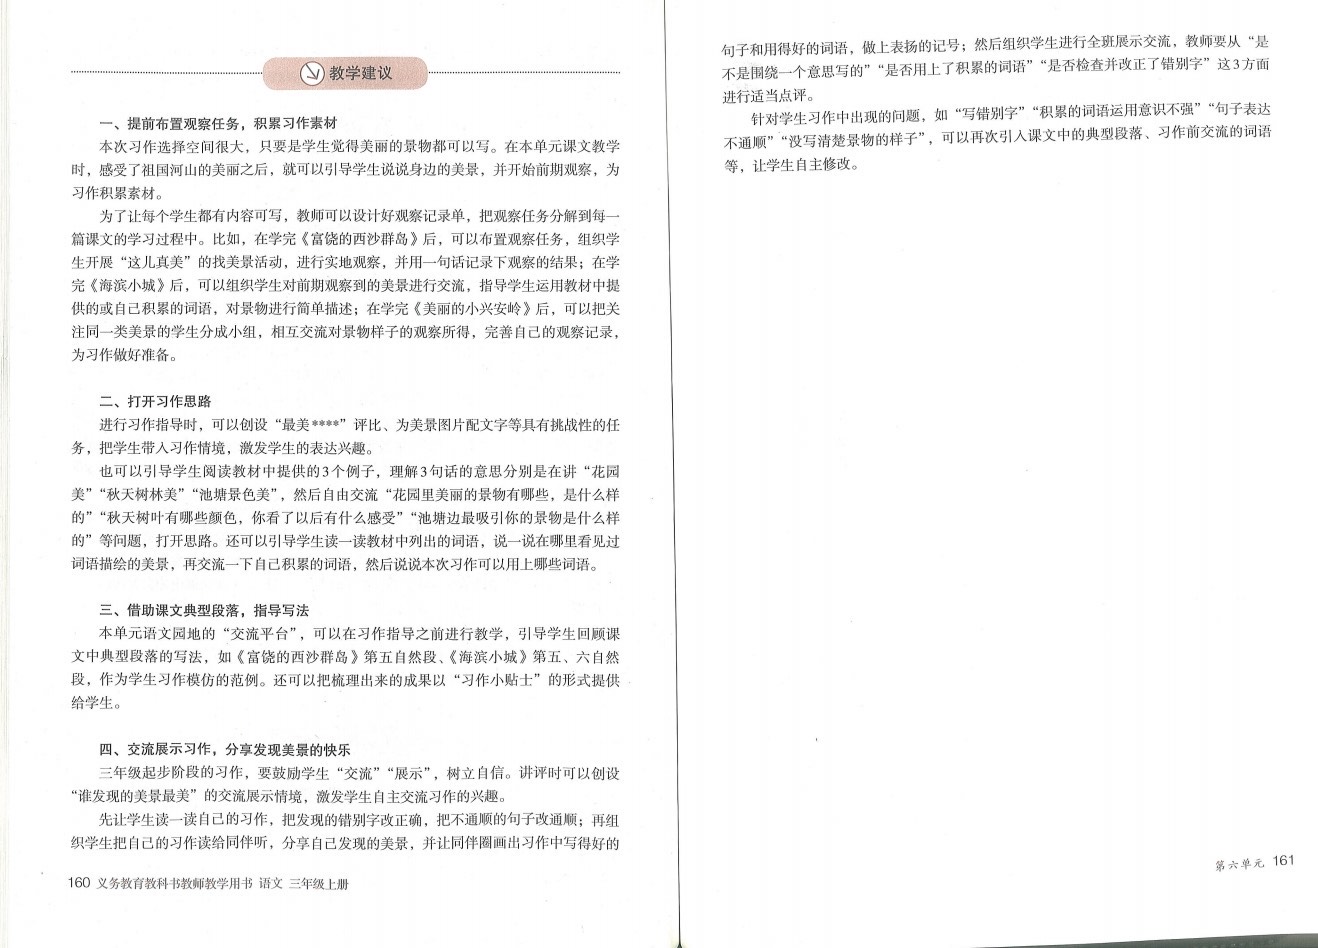 教学建议
一、提前布置观察任务，积累习作素材
本次习作选择空间很大，只要是学生觉得美丽的景物都可以写。在本单元课文教学
时，感受了祖国河山的美丽之后，就可以引导学生说说身边的美景，并开始前期观察，为
习作积累素材。
为了让每个学生都有内容可写，教师可以设计好观察记录单，把观察任务分解到每一
篇课文的学习过程中。比如，在学完《富饶的西沙群岛》后，可以布置观察任务，组织学
生开展“这儿真美”的找美景活动，进行实地观察，并用一句话记录下观察的结果；在学
完《海滨小城》后，可以组织学生对前期观察到的美景进行交流，指导学生运用教材中提
供的或自己积累的词语，对景物进行简单描述；在学完《美丽的小兴安岭》后，可以把关
注同一类美景的学生分成小组，相互交流对景物样子的观察所得，完善自己的观察记录，
为习作做好准备。
二、打开习作思路
进行习作指导时，可以创设“最美****”评比、为美景图片配文字等具有挑战性的任
务，把学生带入习作情境，激发学生的表达兴趣。
也可以引导学生阅读教材中提供的3个例子，理解3句话的意思分别是在讲“花园
美”“秋天树林美”“池塘景色美”，然后自由交流“花园里美丽的景物有哪些，是什么样
的”“秋天树叶有哪些颜色，你看了以后有什么感受”“池塘边最吸引你的景物是什么样
的”等问题，打开思路。还可以引导学生读一读教材中列出的词语，说一说在哪里看见过
词语描绘的美景，再交流一下自己积累的词语，然后说说本次习作可以用上哪些词语。
三、借助课文典型段落，指导写法
本单元语文园地的“交流平台”，可以在习作指导之前进行教学，引导学生回顾课
文中典型段落的写法，如《富饶的西沙群岛》第五自然段、《海滨小城》第五、六自然
段，作为学生习作模仿的范例。还可以把梳理出来的成果以“习作小贴士”的形式提供
给学生。
四、交流展示习作，分享发现美景的快乐
三年级起步阶段的习作，要鼓励学生“交流”“展示”，树立自信。讲评时可以创设
“谁发现的美景最美”的交流展示情境，激发学生自主交流习作的兴趣。
先让学生读一读自己的习作，把发现的错别字改正确，把不通顺的句子改通顺；再组
织学生把自己的习作读给同伴听，分享自己发现的美景，并让同伴圈画出习作中写得好的
160 义务教育教科书教师教学用书 语文 三年级上册
句子和用得好的词语，做上表扬的记号；然后组织学生进行全班展示交流，教师要从“是
不是围绕一个意思写的”“是否用上了积累的词语”“是否检查并改正了错别字”这3方面
进行适当点评。
针对学生习作中出现的问题，如“写错别字”“积累的词语运用意识不强”“句子表达
不通顺”“没写清楚景物的样子”，可以再次引入课文中的典型段落、习作前交流的词语
等，让学生自主修改。
第六单元 161